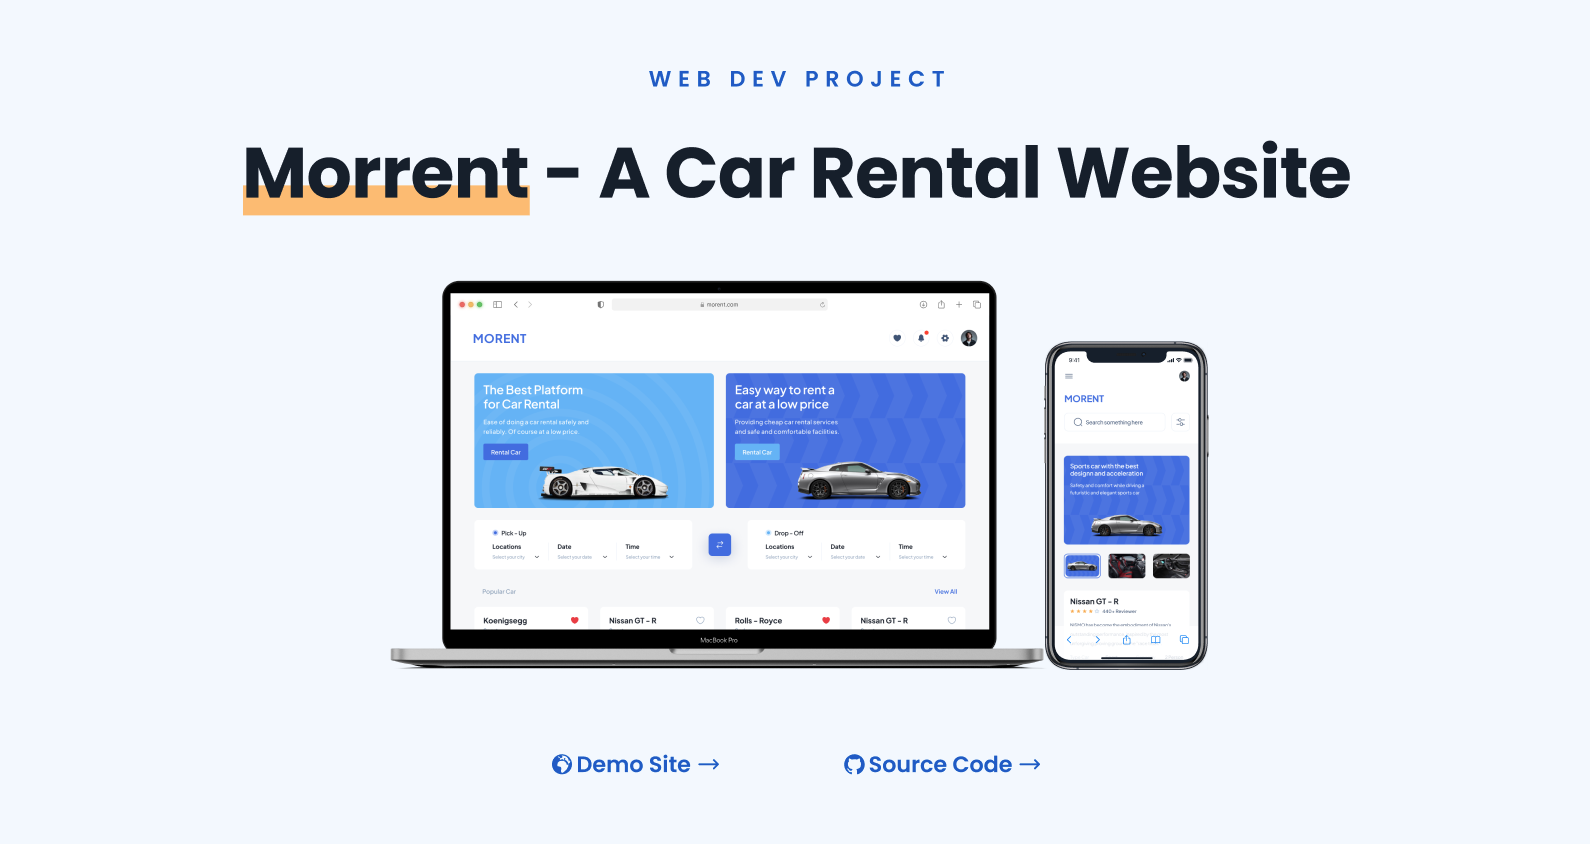 WEB DEV PROJECT
Morrent - A Car Rental Website
morent.com
MORENT
The Best Platform
for Car Rental
Ease of doing a car rental safely and
reliably. Of course at a low price.
Rental Car
Easy way to rent a
car at a low price
Providing cheap car rental services
and safe and comfortable facilities.
Rental Car
Pick - Up
Locations Date Time
Select your city Select your date Select your time
Drop - Off
Locations Date Time
Select your city Select your date Select your time
Popular Car View All
Koenigsegg Nissan GT - R Rolls - Royce Nissan GT - R
MacBook Pro
9:41
MORENT
Search something here
Sports car with the best
design and acceleration
Safety and comfort while driving a
futuristic and elegant sports car
Nissan GT - R
440+ Reviewer
NISMO has become the embodiment of Nissan's
Demo Site
Source Code